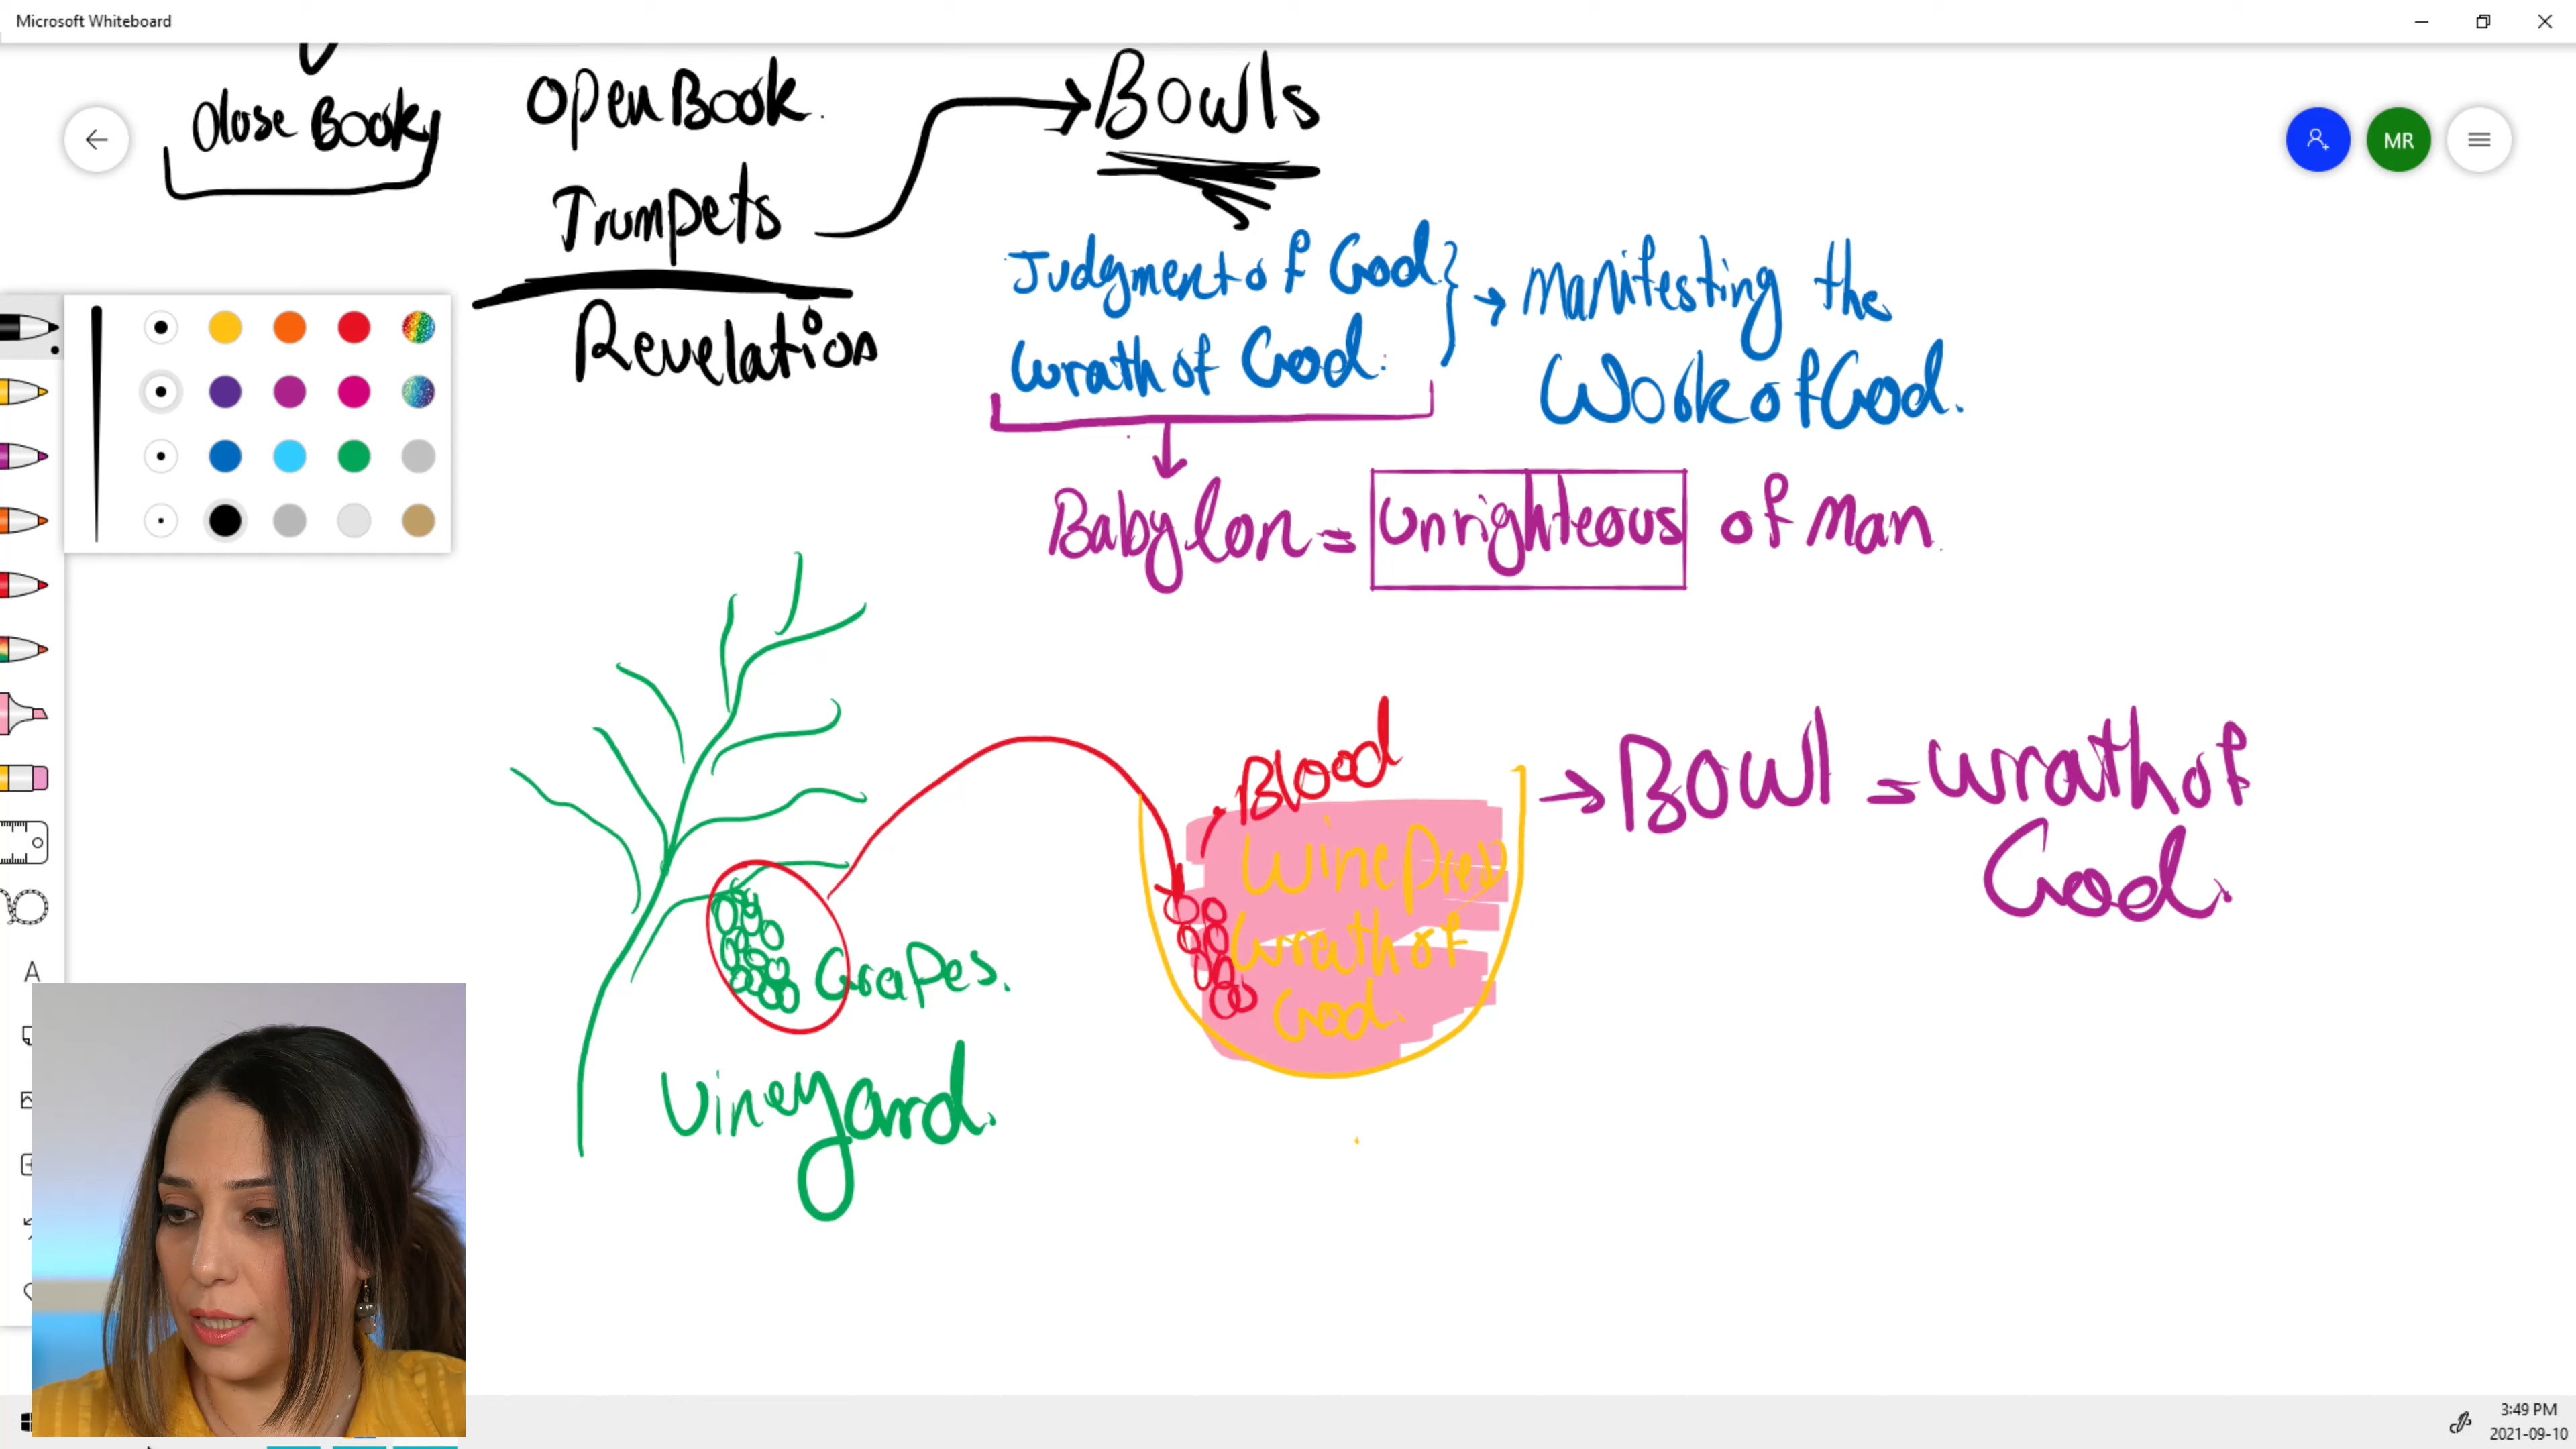 Microsoft Whiteboard
Close Book
Open Book.
Trumpets
Revelation
Bowls
MR
Judgment of God
Wrath of God.
Manifesting the
Work of God.
Babylon = unrighteous of man.
Blood
Wine Press
Wrath of
God.
Bowl = wrath of
God.
Grapes.
Vineyard.
A
3:49 PM
2021-09-10